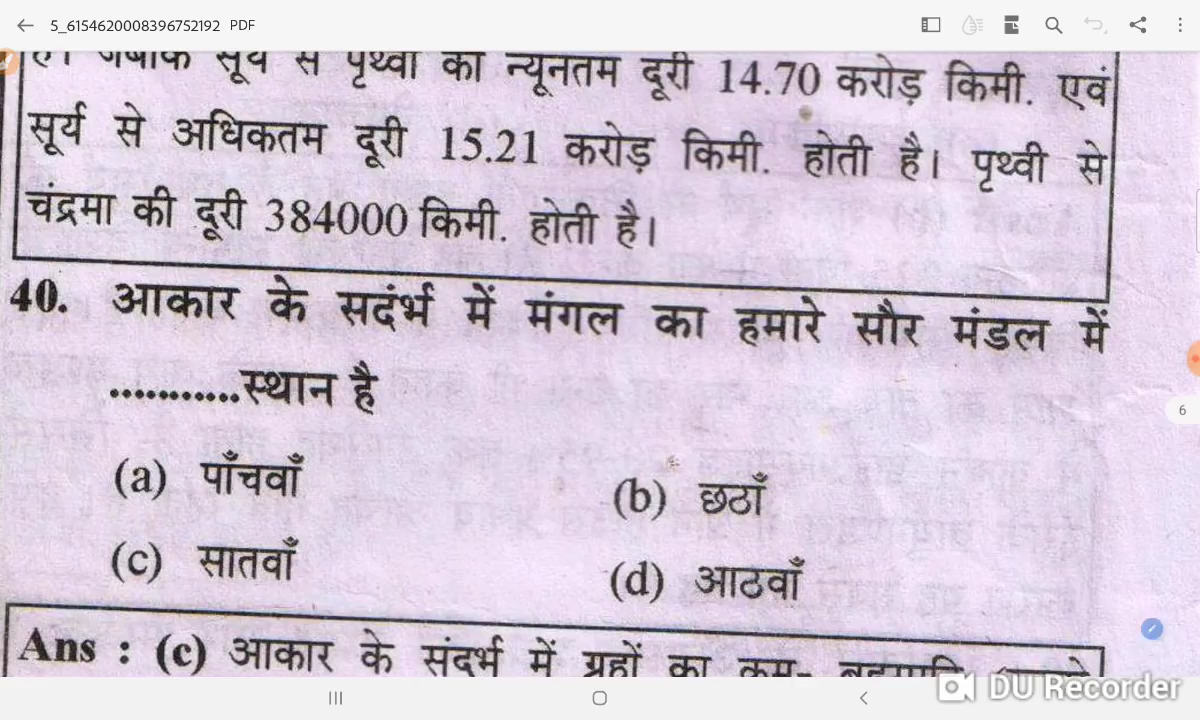 5_6154620008396752192 PDF
है। जबकि सूर्य से पृथ्वी की न्यूनतम दूरी 14.70 करोड़ किमी. एवं
सूर्य से अधिकतम दूरी 15.21 करोड़ किमी. होती है। पृथ्वी से
चंद्रमा की दूरी 384000 किमी. होती है।
40. आकार के सदंर्भ में मंगल का हमारे सौर मंडल में
...........स्थान है
6
(a) पाँचवाँ
(b) छठाँ
(c) सातवाँ
(d) आठवाँ
Ans : (c) आकार के संदर्भ में ग्रहों का क्रम-
DU Recorder